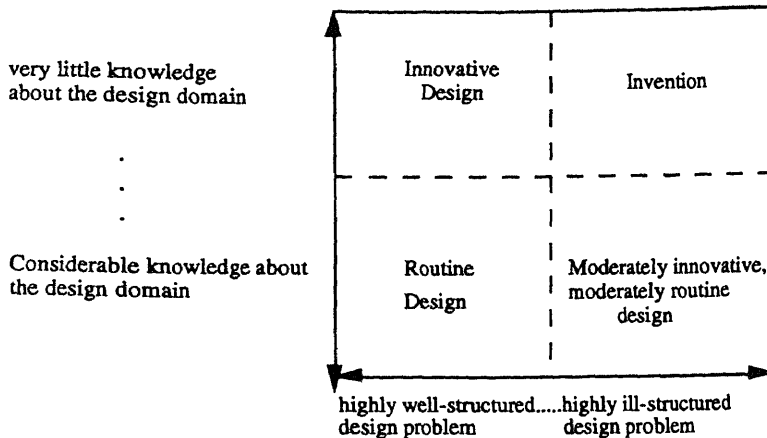 very little knowledge
about the design domain
.
.
.
Considerable knowledge about
the design domain
Innovative
Design
Invention
Routine
Design
Moderately innovative,
moderately routine
design
highly well-structured.....highly ill-structured
design problem design problem